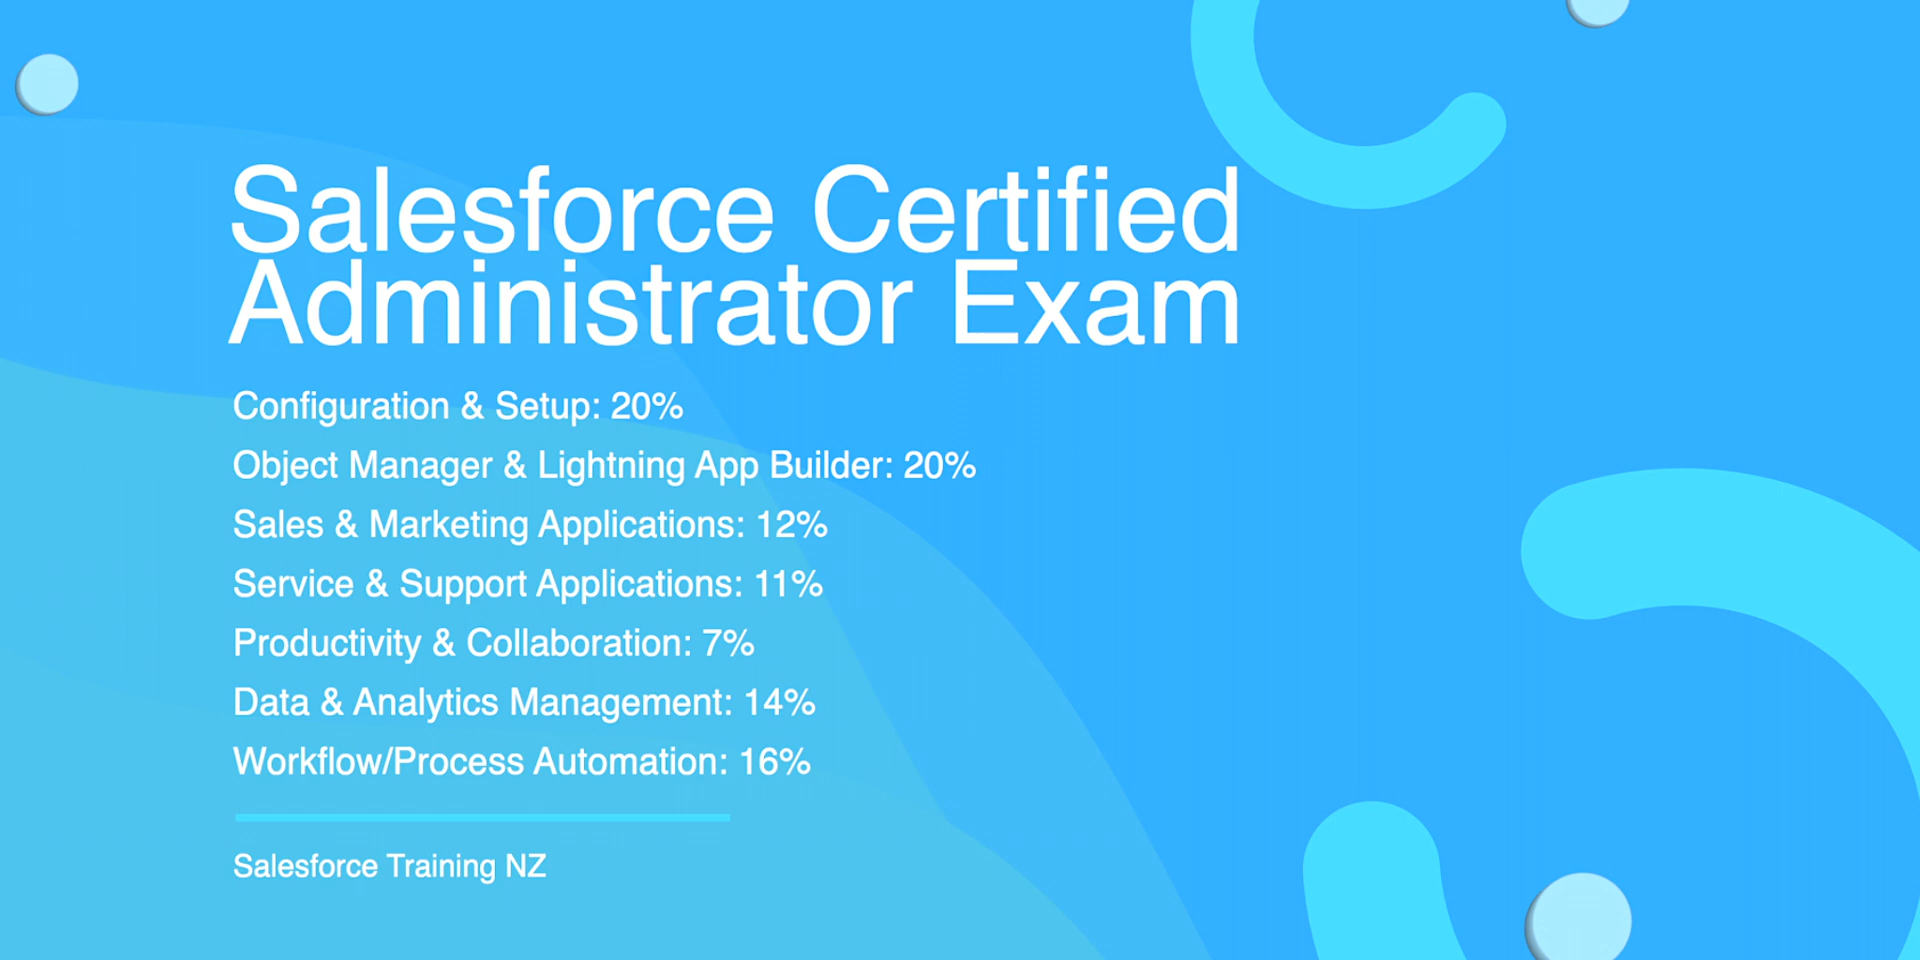 Salesforce Certified
Administrator Exam
Configuration & Setup: 20%
Object Manager & Lightning App Builder: 20%
Sales & Marketing Applications: 12%
Service & Support Applications: 11%
Productivity & Collaboration: 7%
Data & Analytics Management: 14%
Workflow/Process Automation: 16%
Salesforce Training NZ